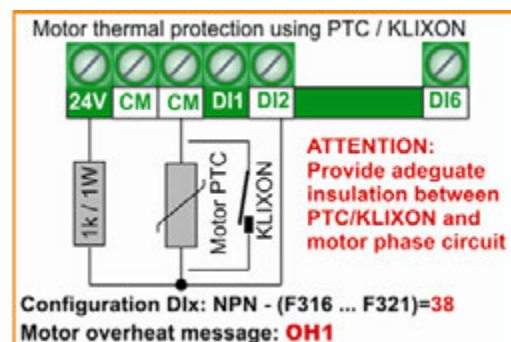 Motor thermal protection using PTC / KLIXON
24V CM CM DI1 DI2 DI6
1k / 1W
Motor PTC
KLIXON
ATTENTION:
Provide adeguate
insulation between
PTC/KLIXON and
motor phase circuit
Configuration DIx: NPN - (F316 ... F321)=38
Motor overheat message: OH1